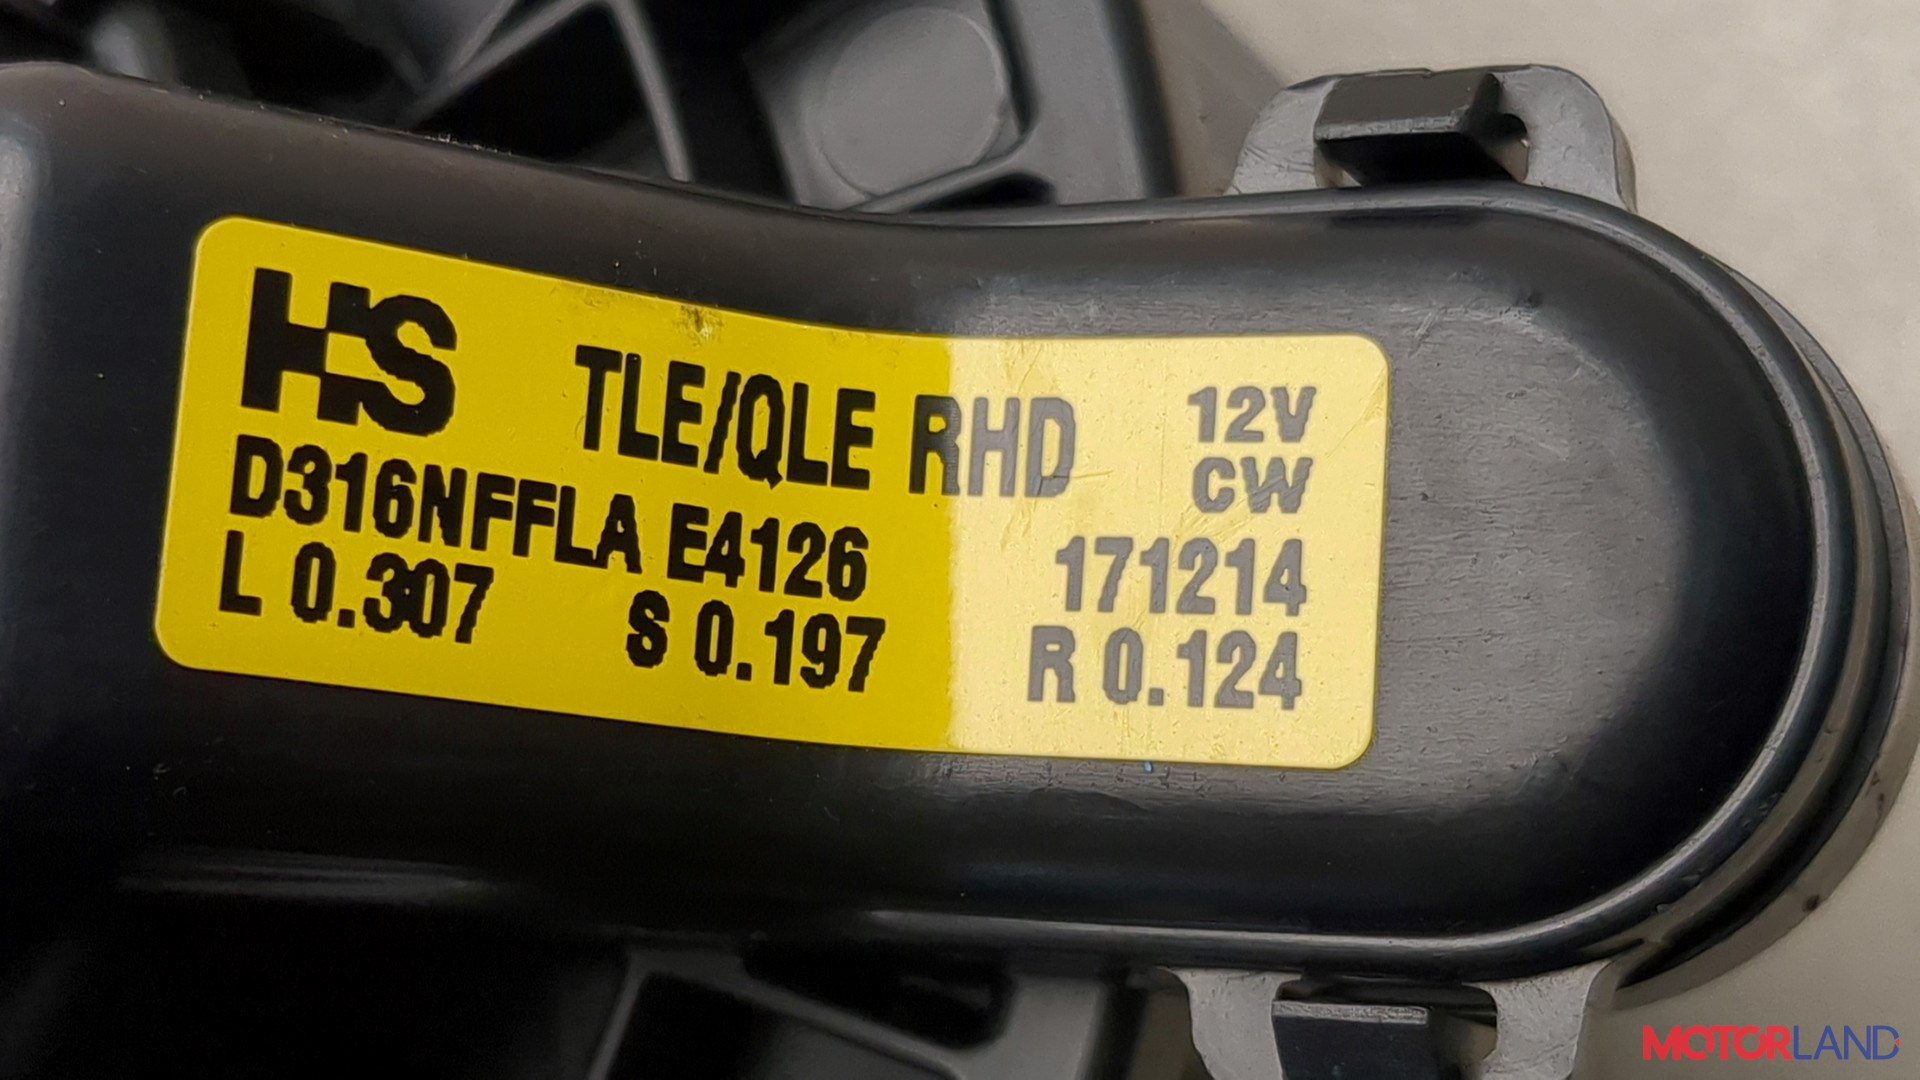 HS TLE/QLE RHD 12V
CW
D316NFFLA E4126 171214
L 0.307 S 0.197 R 0.124
MOTORLAND